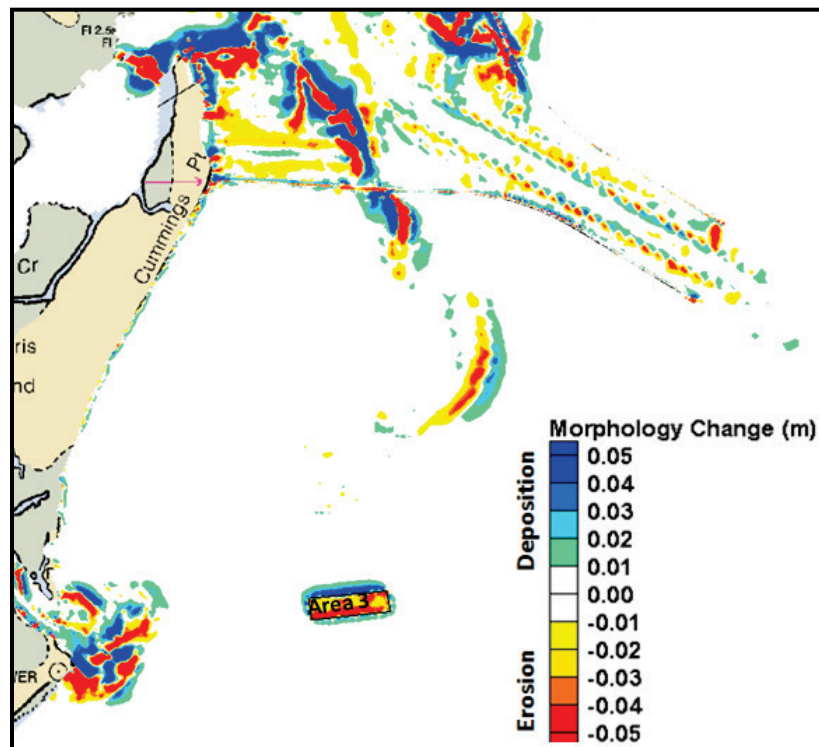 Fl 2.5s
Fl
Cummings Pt
Cr
ris
nd
Area 3
WER
Morphology Change (m)
Deposition
Erosion
0.05
0.04
0.03
0.02
0.01
0.00
-0.01
-0.02
-0.03
-0.04
-0.05